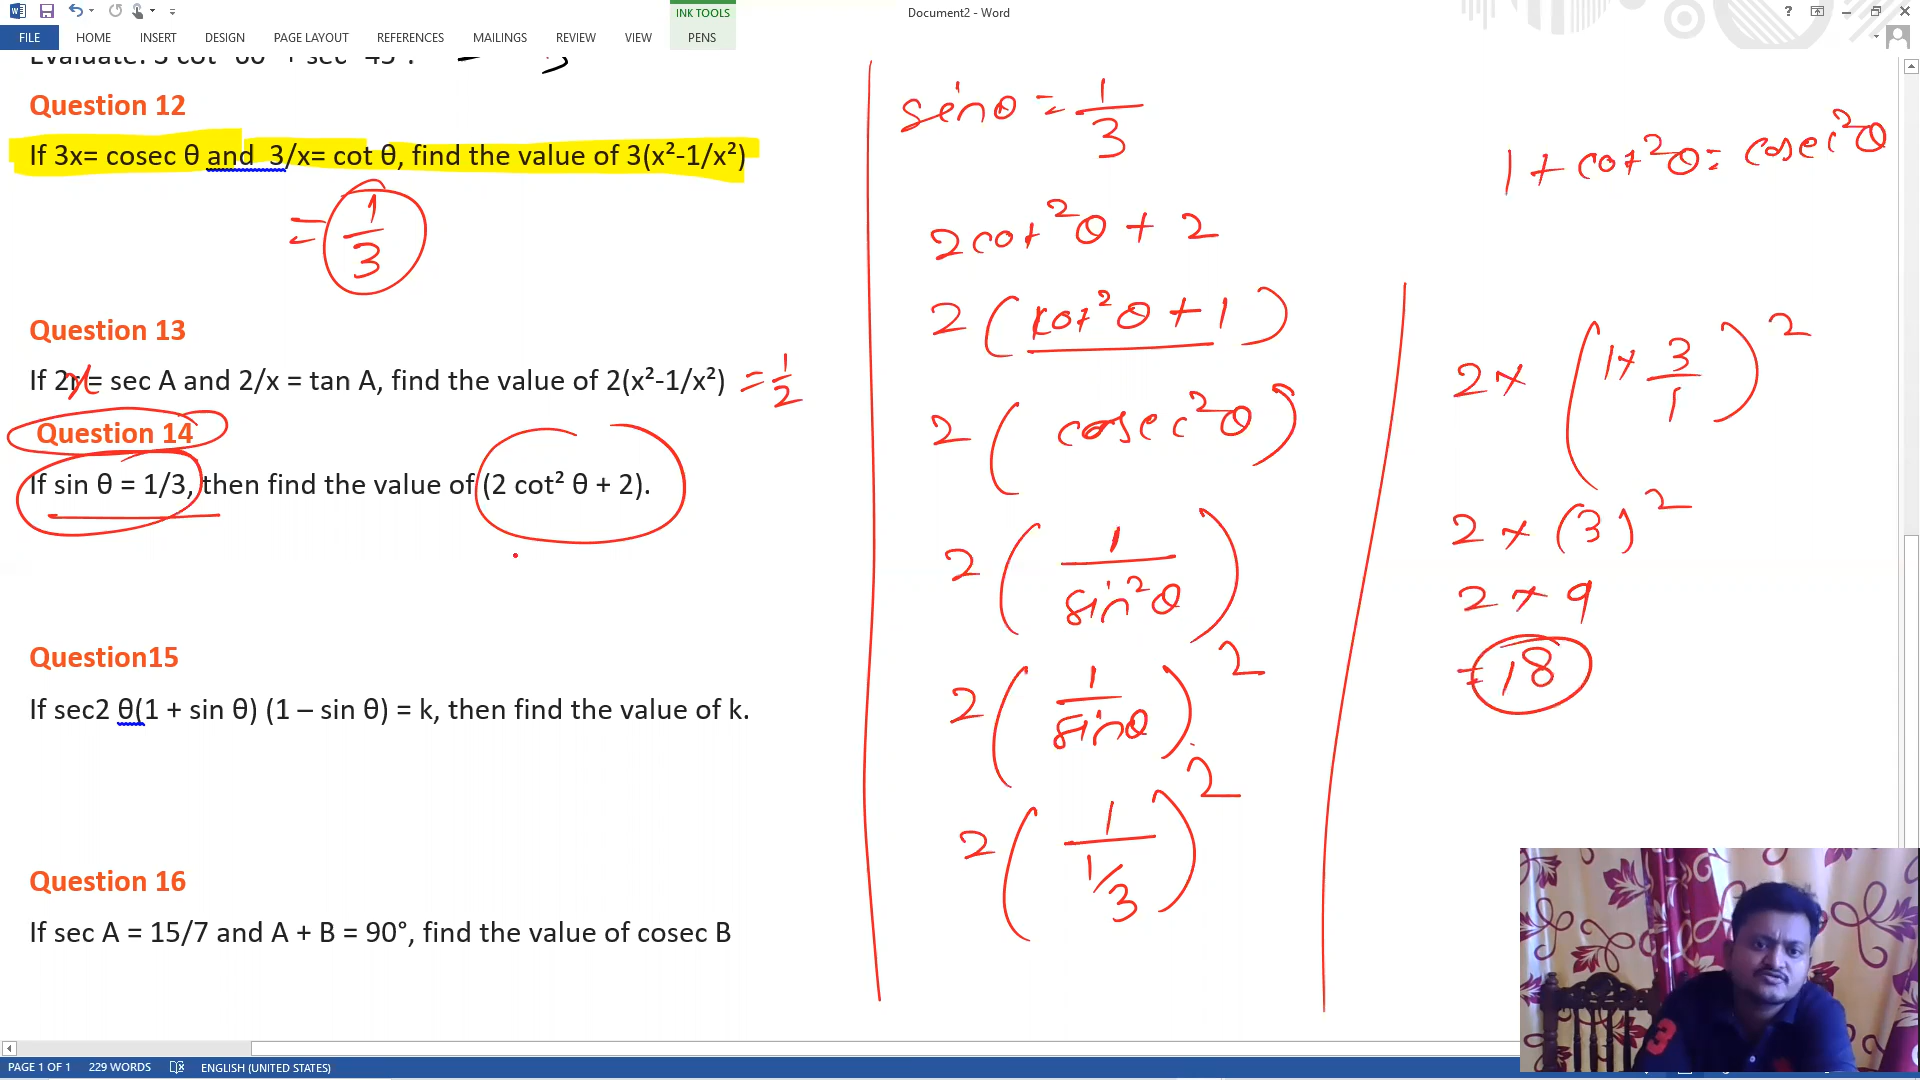 INK TOOLS
Document2 - Word
FILE HOME INSERT DESIGN PAGE LAYOUT REFERENCES MAILINGS REVIEW VIEW PENS
Question 12
If 3x= cosec θ and 3/x= cot θ, find the value of 3(x²-1/x²)
= 1/3
Question 13
If 2x = sec A and 2/x = tan A, find the value of 2(x²-1/x²) = 1/2
Question 14
If sin θ = 1/3, then find the value of (2 cot² θ + 2).
Question15
If sec2 θ(1 + sin θ) (1 – sin θ) = k, then find the value of k.
Question 16
If sec A = 15/7 and A + B = 90°, find the value of cosec B
sinθ = 1/3
2cot²θ + 2
2(cot²θ + 1)
2(cosec²θ)
2(1/sin²θ)
2(1/sinθ)²
2(1/(1/3))²
1 + cot²θ = cosec²θ
2 × (1 × 3/1)²
2 × (3)²
2 × 9
= 18
3
PAGE 1 OF 1 229 WORDS ENGLISH (UNITED STATES)